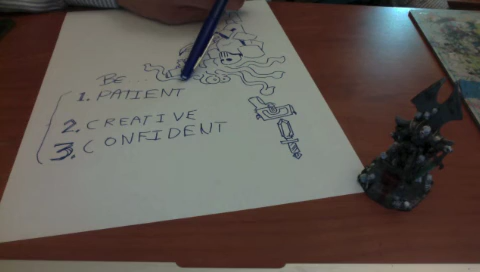 BE
1. PATIENT
2. CREATIVE
3. CONFIDENT